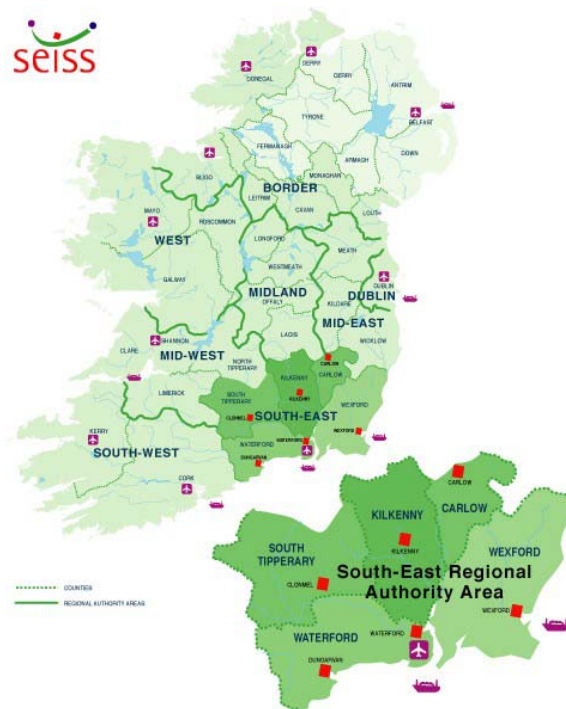 seiss
DERRY
DONEGAL
DERRY
ANTRIM
TYRONE
BELFAST
FERMANAGH
ARMAGH
DOWN
MONAGHAN
SLIGO
LEITRIM
BORDER
CAVAN
LOUTH
MAYO
ROSCOMMON
WEST
LONGFORD
MEATH
WESTMEATH
GALWAY
MIDLAND
DUBLIN
DUBLIN
OFFALY
KILDARE
MID-EAST
LAOIS
WICKLOW
SHANNON
CLARE
MID-WEST
NORTH
TIPPERARY
CARLOW
KILKENNY
CARLOW
LIMERICK
SOUTH
TIPPERARY
KILKENNY
WEXFORD
CLONMEL
SOUTH-EAST
KERRY
WATERFORD
WATERFORD
WEXFORD
SOUTH-WEST
DUNGARVAN
CORK
CARLOW
KILKENNY
CARLOW
SOUTH
TIPPERARY
KILKENNY
WEXFORD
South-East Regional
Authority Area
CLONMEL
COUNTIES
REGIONAL AUTHORITY AREAS
WEXFORD
WATERFORD
WATERFORD
DUNGARVAN